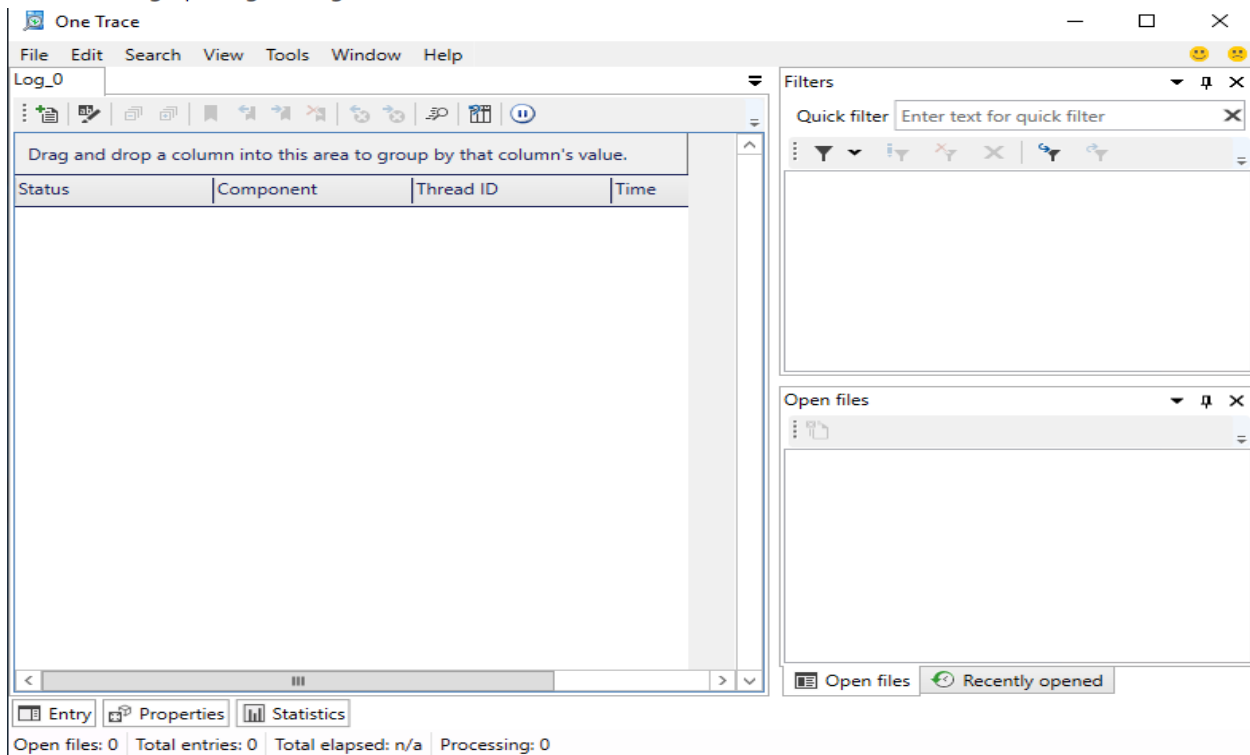 One Trace
File Edit Search View Tools Window Help
Log_0
Drag and drop a column into this area to group by that column's value.
Status Component Thread ID Time
Filters
Quick filter Enter text for quick filter
Open files
Open files Recently opened
Entry Properties Statistics
Open files: 0 Total entries: 0 Total elapsed: n/a Processing: 0